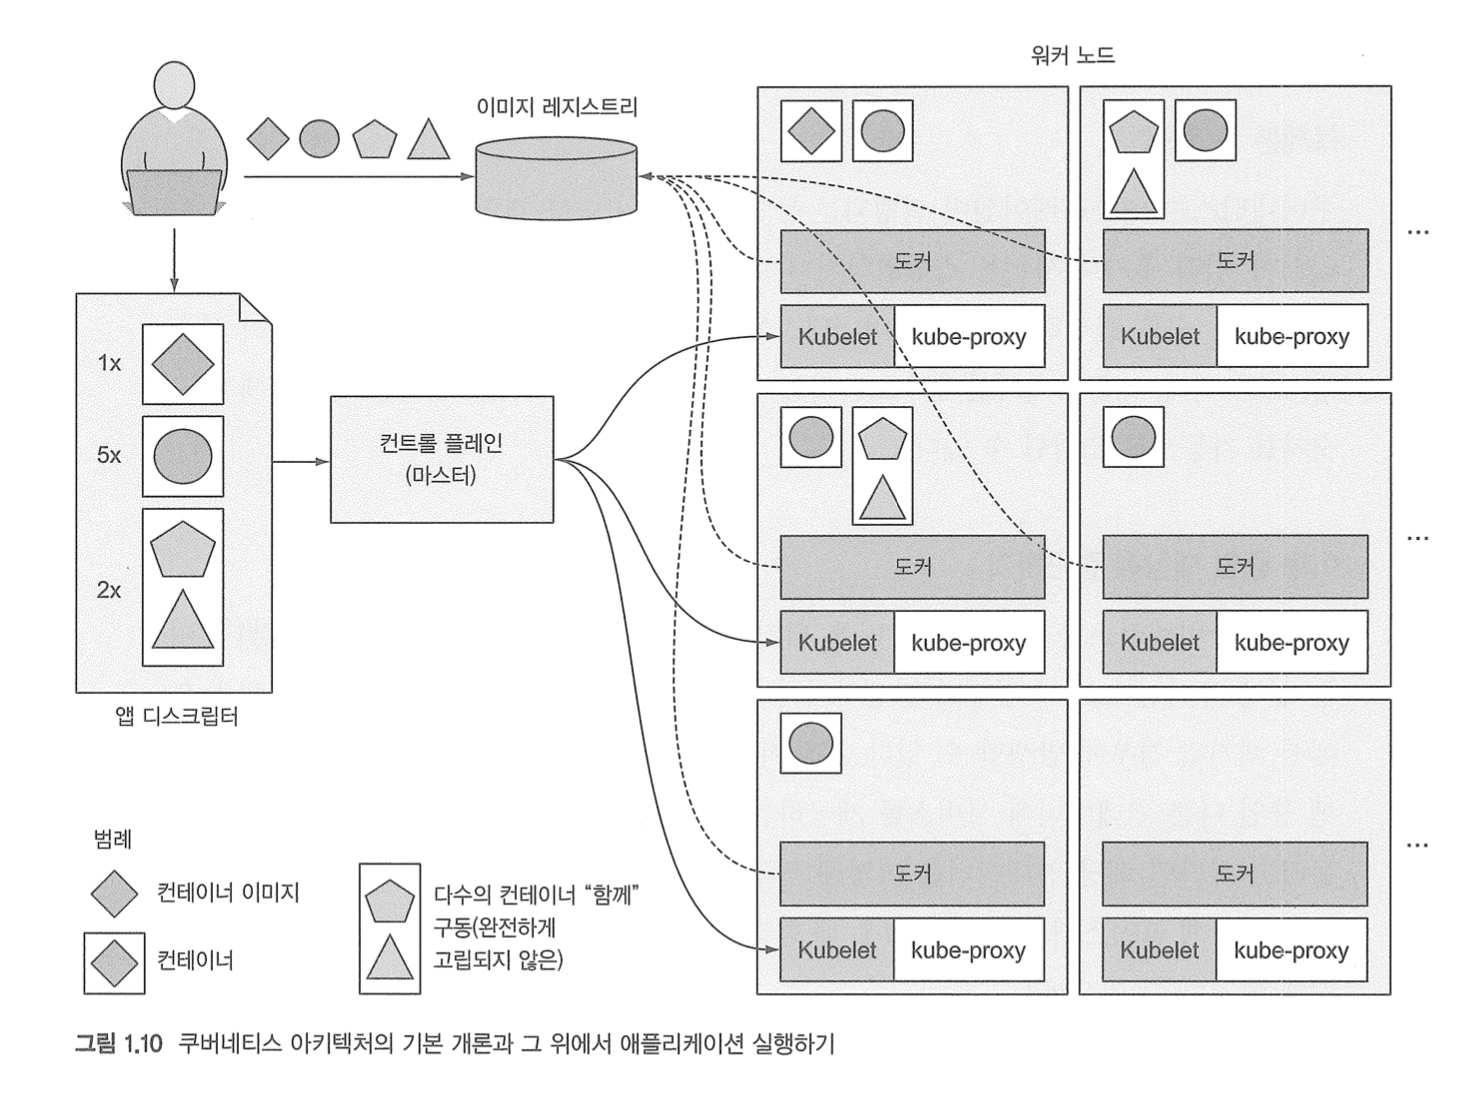 워커 노드
이미지 레지스트리
도커
Kubelet
kube-proxy
도커
Kubelet
kube-proxy
...
1x
5x
2x
앱 디스크립터
컨트롤 플레인
(마스터)
도커
Kubelet
kube-proxy
도커
Kubelet
kube-proxy
...
도커
Kubelet
kube-proxy
도커
Kubelet
kube-proxy
...
범례
컨테이너 이미지
컨테이너
다수의 컨테이너 “함께”
구동(완전하게
고립되지 않은)
그림 1.10 쿠버네티스 아키텍처의 기본 개론과 그 위에서 애플리케이션 실행하기